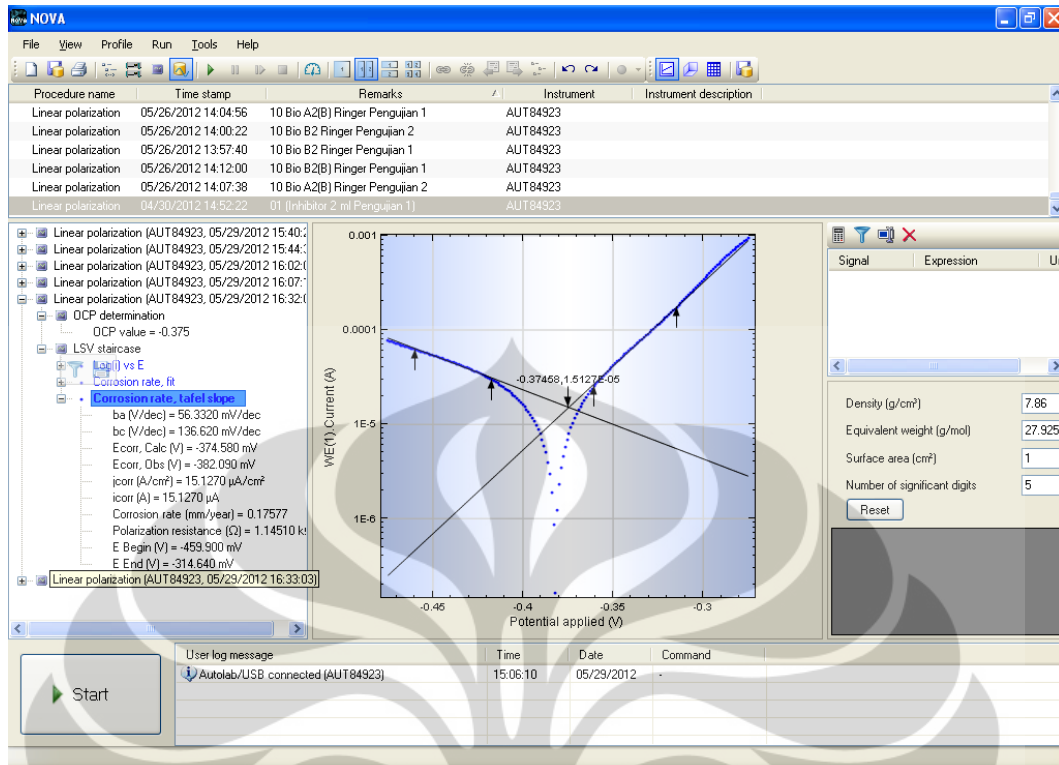 NOVA
File View Profile Run Tools Help
Procedure name Time stamp Remarks Instrument Instrument description
Linear polarization 05/26/2012 14:04:56 10 Bio A2(B) Ringer Pengujian 1 AUT84923
Linear polarization 05/26/2012 14:00:22 10 Bio B2 Ringer Pengujian 2 AUT84923
Linear polarization 05/26/2012 13:57:40 10 Bio B2 Ringer Pengujian 1 AUT84923
Linear polarization 05/26/2012 14:12:00 10 Bio B2(B) Ringer Pengujian 1 AUT84923
Linear polarization 05/26/2012 14:07:38 10 Bio A2(B) Ringer Pengujian 2 AUT84923
Linear polarization 04/30/2012 14:52:22 01 (Inhibitor 2 ml Pengujian 1) AUT84923
Linear polarization (AUT84923, 05/29/2012 15:40:
Linear polarization (AUT84923, 05/29/2012 15:44:
Linear polarization (AUT84923, 05/29/2012 16:02:
Linear polarization (AUT84923, 05/29/2012 16:07:
Linear polarization (AUT84923, 05/29/2012 16:32:
OCP determination
OCP value = -0.375
LSV staircase
Log(i) vs E
Corrosion rate, fit
Corrosion rate, tafel slope
ba (V/dec) = 56.3320 mV/dec
bc (V/dec) = 136.620 mV/dec
Ecorr, Calc (V) = -374.580 mV
Ecorr, Obs (V) = -382.090 mV
jcorr (A/cm²) = 15.1270 µA/cm²
icorr (A) = 15.1270 µA
Corrosion rate (mm/year) = 0.17577
Polarization resistance (Ω) = 1.14510 k
E Begin (V) = -459.900 mV
E End (V) = -314.640 mV
Linear polarization (AUT84923, 05/29/2012 16:33:03)
0.001
0.0001
1E-5
1E-6
WE(1).Current (A)
-0.37458,1.5127E-05
-0.45 -0.4 -0.35 -0.3
Potential applied (V)
Signal Expression U
Density (g/cm³) 7.86
Equivalent weight (g/mol) 27.925
Surface area (cm²) 1
Number of significant digits 5
Reset
Start
User log message Time Date Command
Autolab/USB connected (AUT84923) 15:06:10 05/29/2012 -